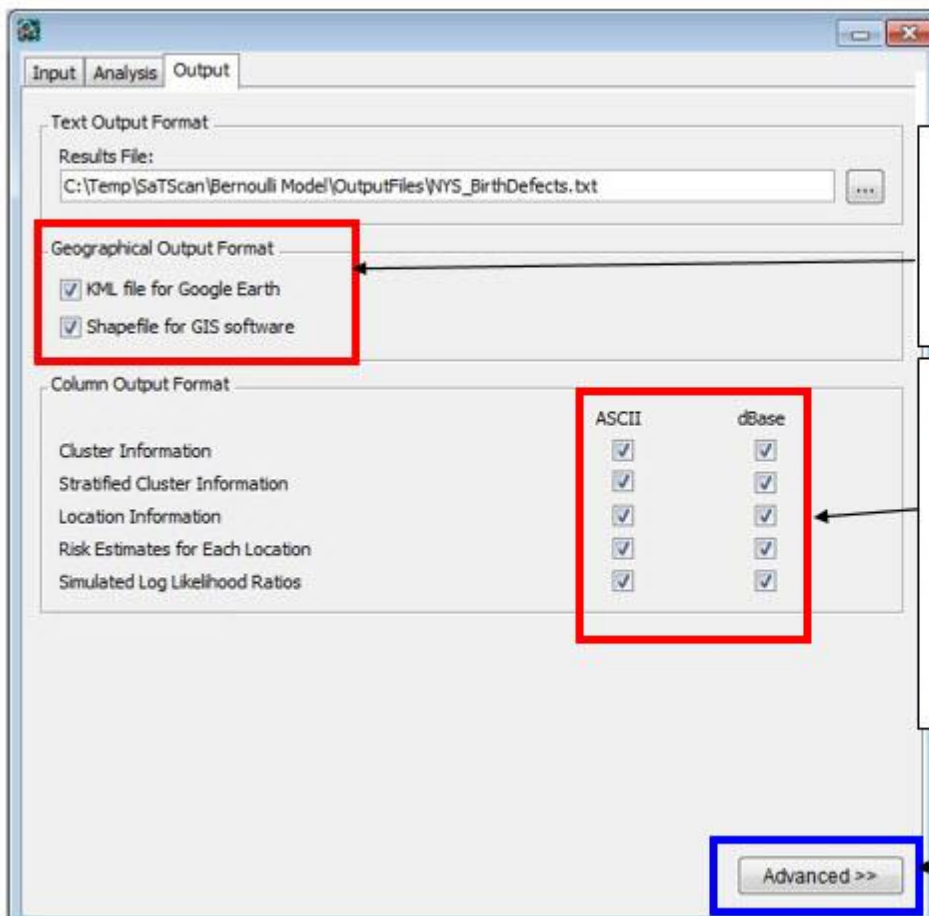 Input Analysis Output
Text Output Format
Results File:
C:\Temp\SaTScan\Bernoulli Model\OutputFiles\NYS_BirthDefects.txt ...
Geographical Output Format
KML file for Google Earth
Shapefile for GIS software
Column Output Format
ASCII dBase
Cluster Information
Stratified Cluster Information
Location Information
Risk Estimates for Each Location
Simulated Log Likelihood Ratios
Advanced >>